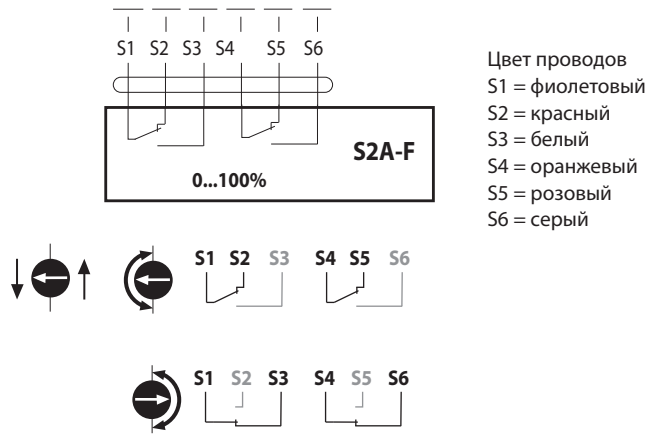 S1 S2 S3 S4 S5 S6
S2A-F
0...100%
Цвет проводов
S1 = фиолетовый
S2 = красный
S3 = белый
S4 = оранжевый
S5 = розовый
S6 = серый
S1 S2 S3 S4 S5 S6
S1 S2 S3 S4 S5 S6